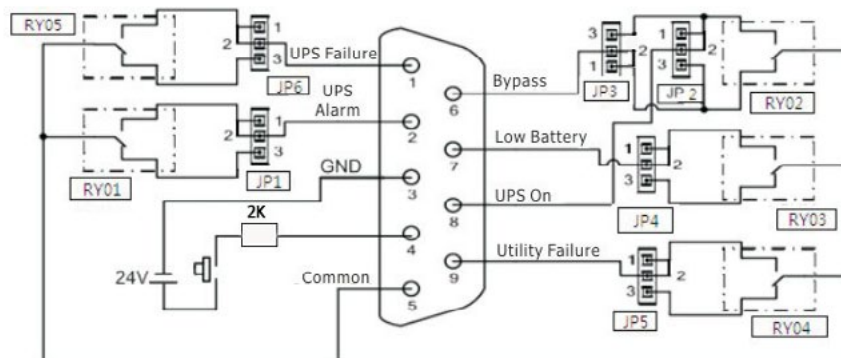 RY05
1
2
3
UPS Failure
JP6
UPS
Alarm
1
2
3
RY01
JP1
GND
2K
24V
Common
1
2
3
4
5
6
7
8
9
Bypass
Low Battery
UPS On
Utility Failure
3
2
1
JP3
1
2
3
JP 2
RY02
1
2
3
JP4
RY03
1
2
3
JP5
RY04